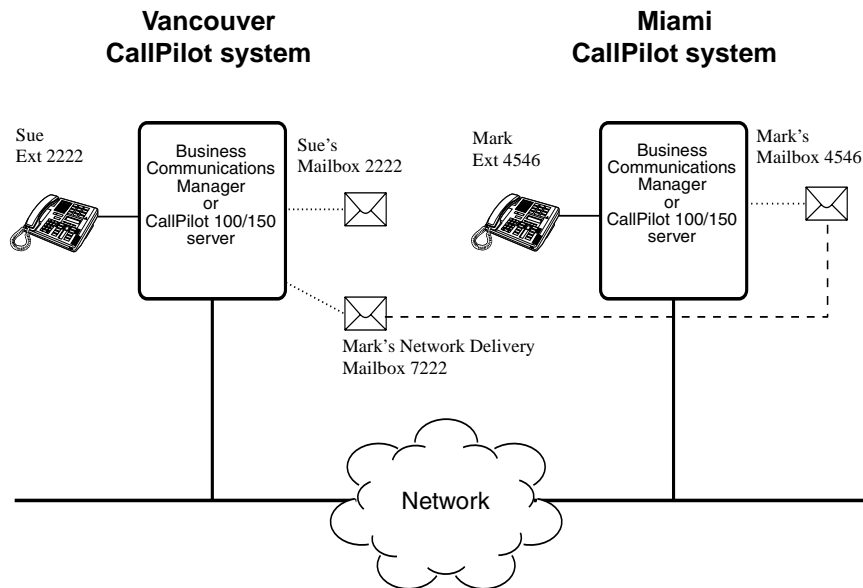 Vancouver
CallPilot system
Miami
CallPilot system
Sue
Ext 2222
Business
Communications
Manager
or
CallPilot 100/150
server
Sue's
Mailbox 2222
Mark
Ext 4546
Business
Communications
Manager
or
CallPilot 100/150
server
Mark's
Mailbox 4546
Mark's Network Delivery
Mailbox 7222
Network